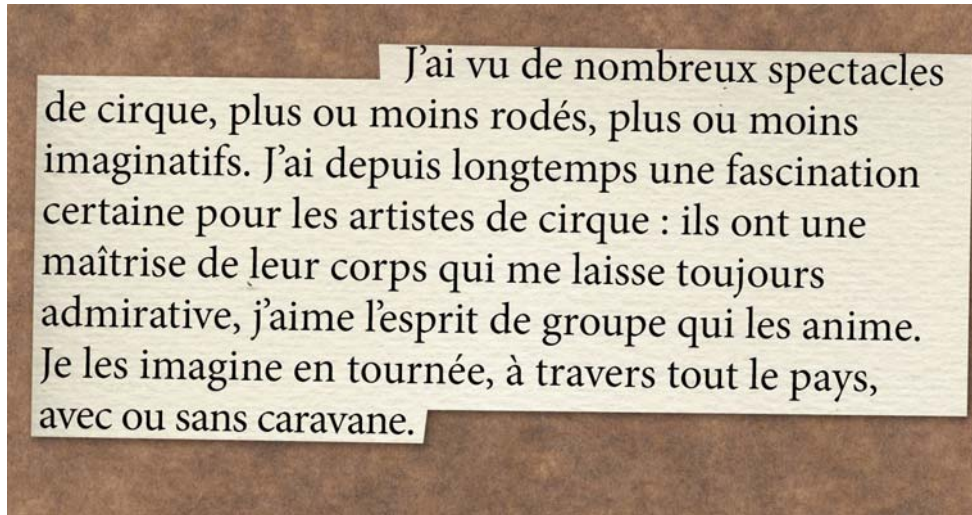 J’ai vu de nombreux spectacles
de cirque, plus ou moins rodés, plus ou moins
imaginatifs. J’ai depuis longtemps une fascination
certaine pour les artistes de cirque : ils ont une
maîtrise de leur corps qui me laisse toujours
admirative, j’aime l’esprit de groupe qui les anime.
Je les imagine en tournée, à travers tout le pays,
avec ou sans caravane.